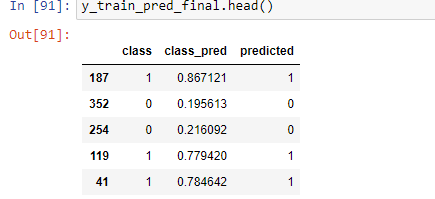 In [91]: y_train_pred_final.head()
Out[91]:
class class_pred predicted
187 1 0.867121 1
352 0 0.195613 0
254 0 0.216092 0
119 1 0.779420 1
41 1 0.784642 1